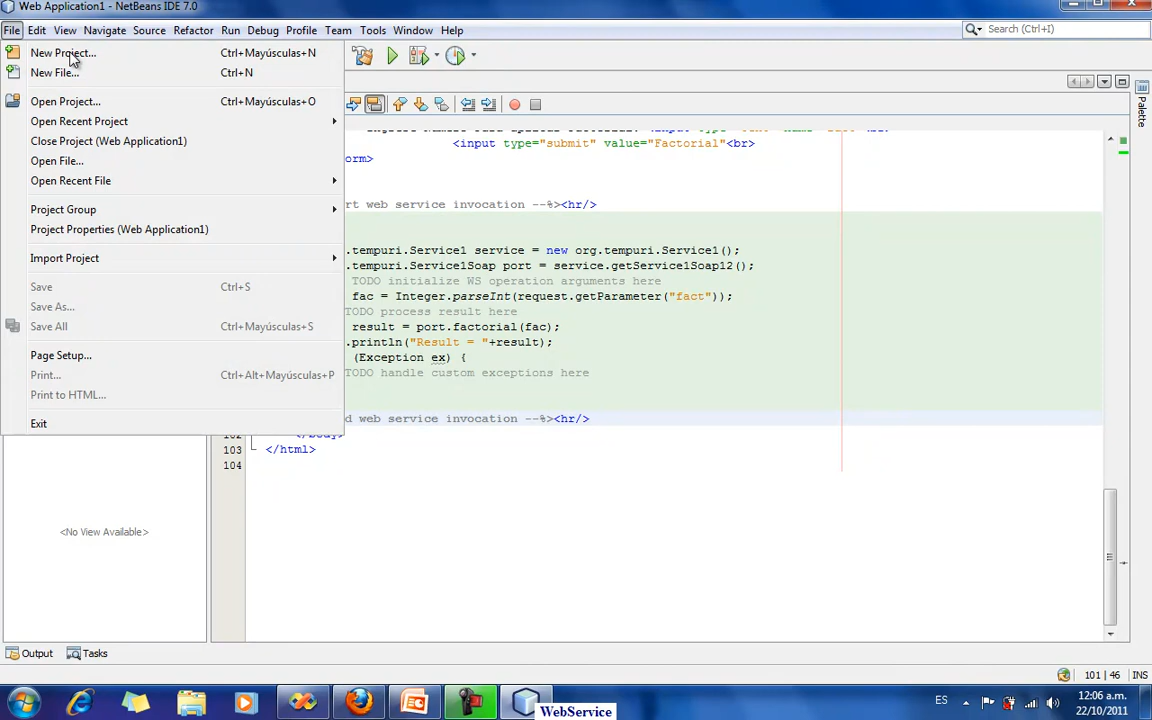 Web Application1 - NetBeans IDE 7.0
File Edit View Navigate Source Refactor Run Debug Profile Team Tools Window Help
Search (Ctrl+I)
New Project... Ctrl+Mayúsculas+N
New File... Ctrl+N
Open Project... Ctrl+Mayúsculas+O
Open Recent Project
Close Project (Web Application1)
Open File...
Open Recent File
Project Group
Project Properties (Web Application1)
Import Project
Save Ctrl+S
Save As...
Save All Ctrl+Mayúsculas+S
Page Setup...
Print... Ctrl+Alt+Mayúsculas+P
Print to HTML...
Exit
<input type="submit" value="Factorial"<br>
orm>
rt web service invocation --%><hr/>
.tempuri.Service1 service = new org.tempuri.Service1();
.tempuri.Service1Soap port = service.getService1Soap12();
TODO initialize WS operation arguments here
fac = Integer.parseInt(request.getParameter("fact"));
TODO process result here
result = port.factorial(fac);
.println("Result = "+result);
(Exception ex) {
TODO handle custom exceptions here
d web service invocation --%><hr/>
102 </body>
103 </html>
104
Palette
<No View Available>
Output Tasks
101 | 46 INS
WebService
ES
12:06 a.m.
22/10/2011